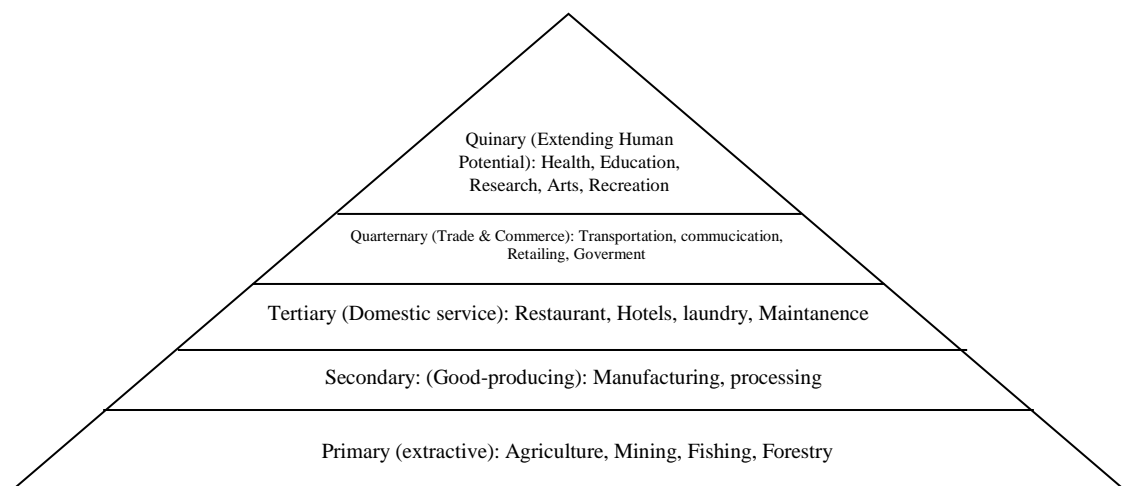 Quinary (Extending Human
Potential): Health, Education,
Research, Arts, Recreation
Quarternary (Trade & Commerce): Transportation, commucication,
Retailing, Goverment
Tertiary (Domestic service): Restaurant, Hotels, laundry, Maintanence
Secondary: (Good-producing): Manufacturing, processing
Primary (extractive): Agriculture, Mining, Fishing, Forestry